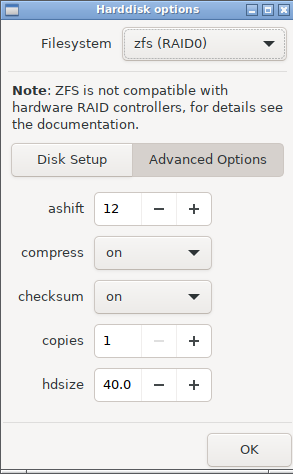 Harddisk options
Filesystem zfs (RAID0)
Note: ZFS is not compatible with
hardware RAID controllers, for details see
the documentation.
Disk Setup Advanced Options
ashift 12 − +
compress on
checksum on
copies 1 − +
hdsize 40.0 − +
OK